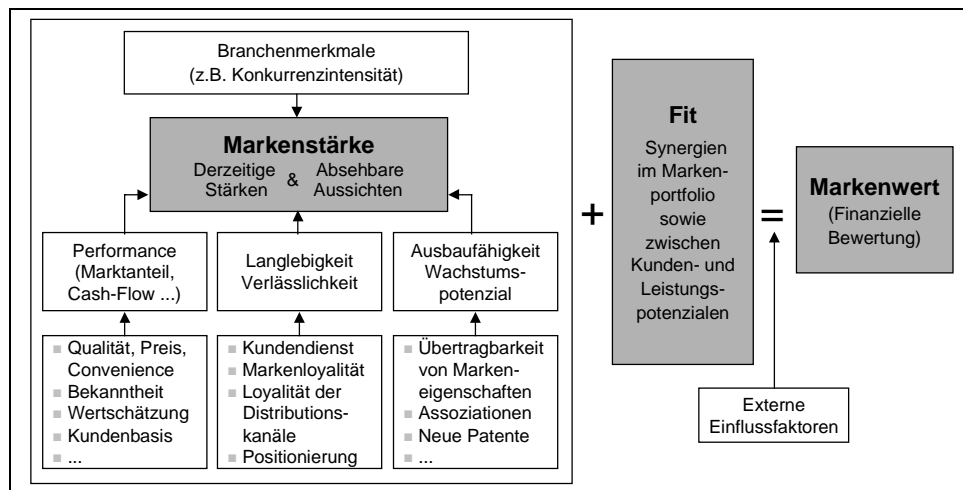 Branchenmerkmale
(z.B. Konkurrenzintensität)
Markenstärke
Derzeitige
Stärken
&
Absehbare
Aussichten
Performance
(Marktanteil,
Cash-Flow ...)
Langlebigkeit
Verlässlichkeit
Ausbaufähigkeit
Wachstums-
potenzial
Qualität, Preis,
Convenience
Bekanntheit
Wertschätzung
Kundenbasis
...
Kundendienst
Markenloyalität
Loyalität der
Distributions-
kanäle
Positionierung
Übertragbarkeit
von Marken-
eigenschaften
Assoziationen
Neue Patente
...
+
Fit
Synergien
im Marken-
portfolio
sowie
zwischen
Kunden- und
Leistungs-
potenzialen
=
Externe
Einflussfaktoren
Markenwert
(Finanzielle
Bewertung)